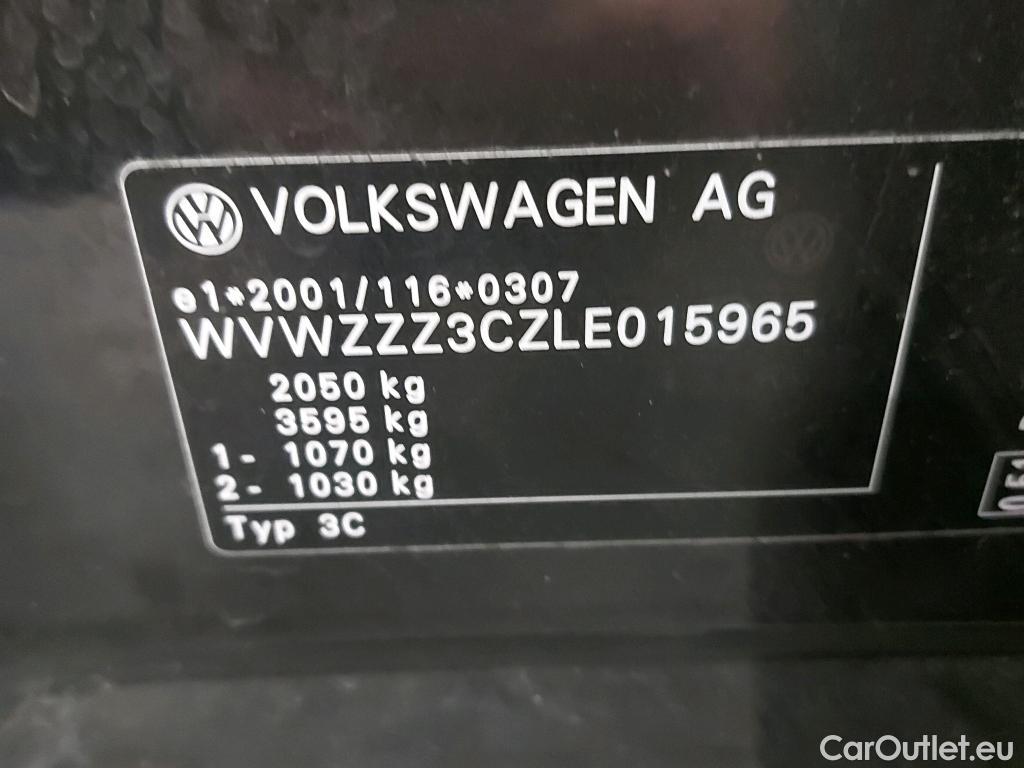 VOLKSWAGEN AG
e1*2001/116*0307
WVWZZZ3CZLE015965
2050 kg
3595 kg
1- 1070 kg
2- 1030 kg
Typ 3C
051
CarOutlet.eu